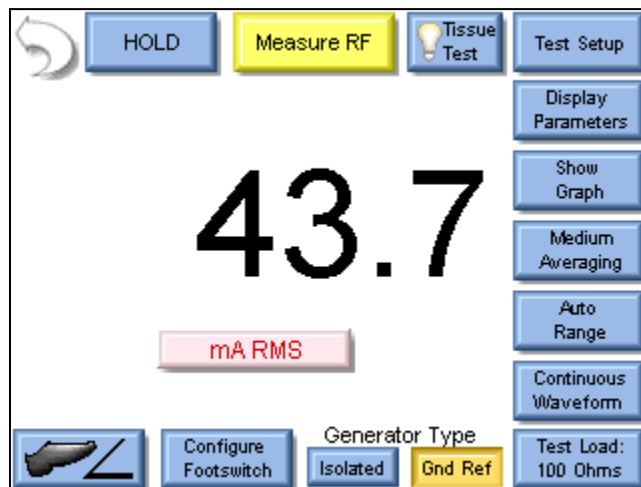 HOLD
Measure RF
Tissue
Test
Test Setup
Display
Parameters
Show
Graph
43.7
Medium
Averaging
mA RMS
Auto
Range
Continuous
Waveform
Configure
Footswitch
Generator Type
Isolated
Gnd Ref
Test Load:
100 Ohms